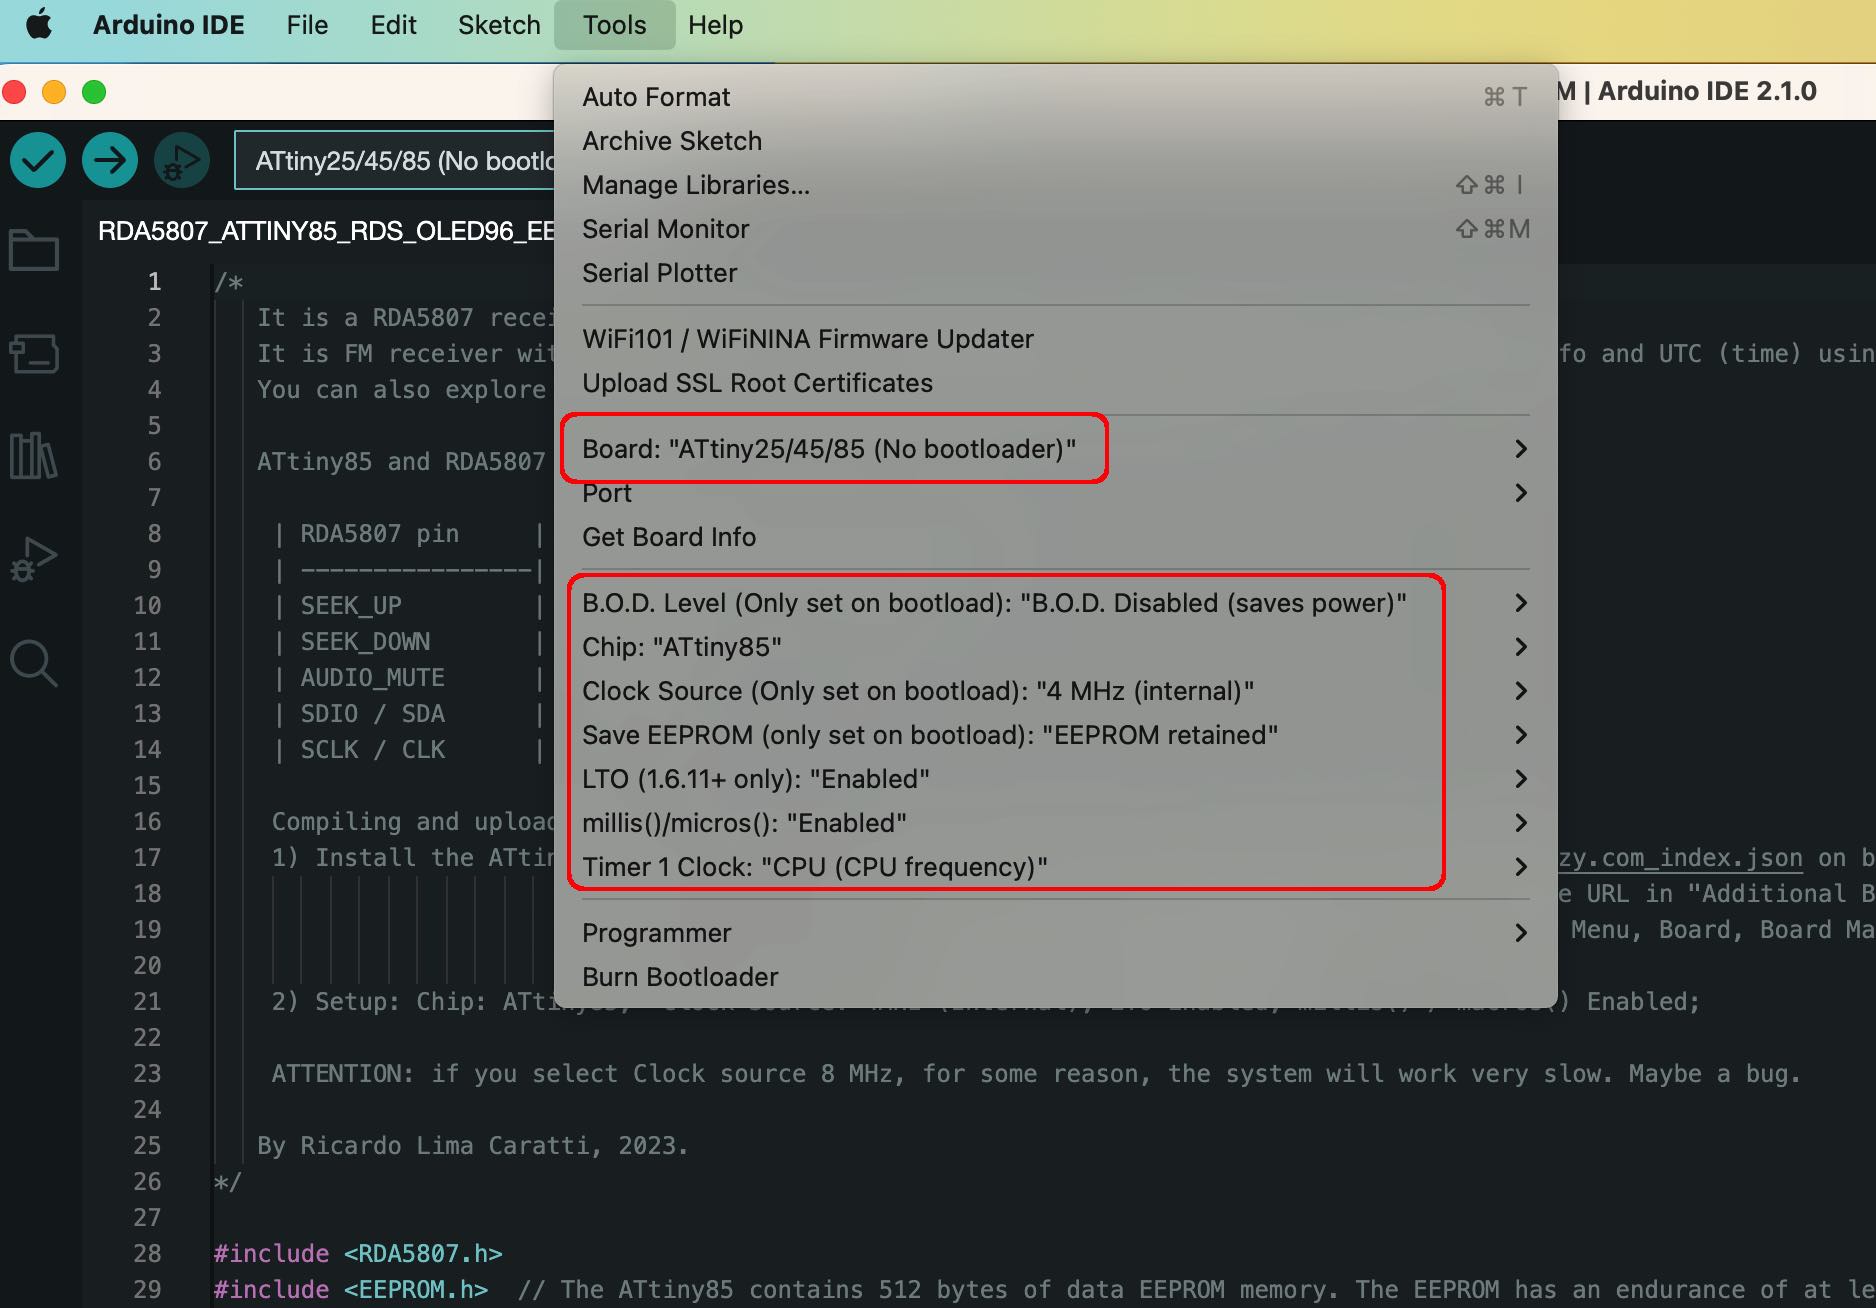 Arduino IDE File Edit Sketch Tools Help
M | Arduino IDE 2.1.0
ATtiny25/45/85 (No bootlo
RDA5807_ATTINY85_RDS_OLED96_EE
Auto Format ⌘ T
Archive Sketch
Manage Libraries... ⇧ ⌘ I
Serial Monitor ⇧ ⌘ M
Serial Plotter
WiFi101 / WiFiNINA Firmware Updater
Upload SSL Root Certificates
Board: "ATtiny25/45/85 (No bootloader)"
Port
Get Board Info
B.O.D. Level (Only set on bootload): "B.O.D. Disabled (saves power)"
Chip: "ATtiny85"
Clock Source (Only set on bootload): "4 MHz (internal)"
Save EEPROM (only set on bootload): "EEPROM retained"
LTO (1.6.11+ only): "Enabled"
millis()/micros(): "Enabled"
Timer 1 Clock: "CPU (CPU frequency)"
Programmer
Burn Bootloader
1 /*
2 It is a RDA5807 recei
3 It is FM receiver wit fo and UTC (time) usin
4 You can also explore
5
6 ATtiny85 and RDA5807
7
8 | RDA5807 pin |
9 | ----------------|
10 | SEEK_UP |
11 | SEEK_DOWN |
12 | AUDIO_MUTE |
13 | SDIO / SDA |
14 | SCLK / CLK |
15
16 Compiling and upload
17 1) Install the ATtin zy.com_index.json on b
18 e URL in "Additional B
19 Menu, Board, Board Ma
20
21 2) Setup: Chip: ATti ) Enabled;
22
23 ATTENTION: if you select Clock source 8 MHz, for some reason, the system will work very slow. Maybe a bug.
24
25 By Ricardo Lima Caratti, 2023.
26 */
27
28 #include <RDA5807.h>
29 #include <EEPROM.h> // The ATtiny85 contains 512 bytes of data EEPROM memory. The EEPROM has an endurance of at le